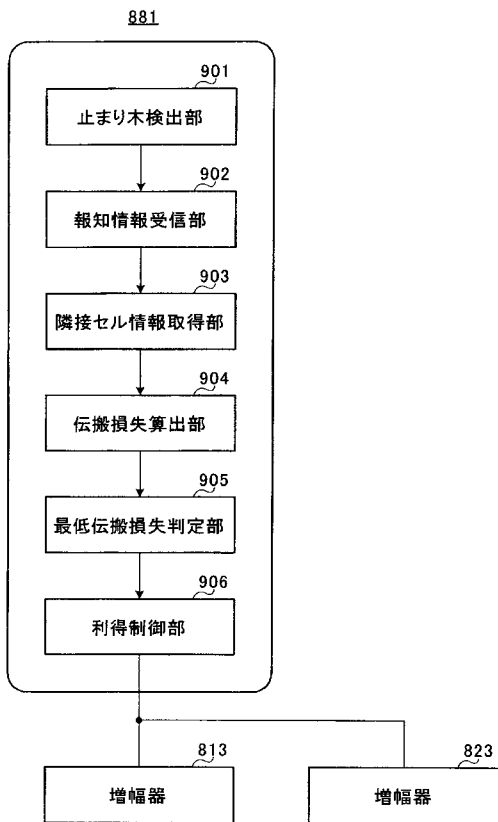 881
901
止まり木検出部
902
報知情報受信部
903
隣接セル情報取得部
904
伝搬損失算出部
905
最低伝搬損失判定部
906
利得制御部
813
増幅器
823
増幅器